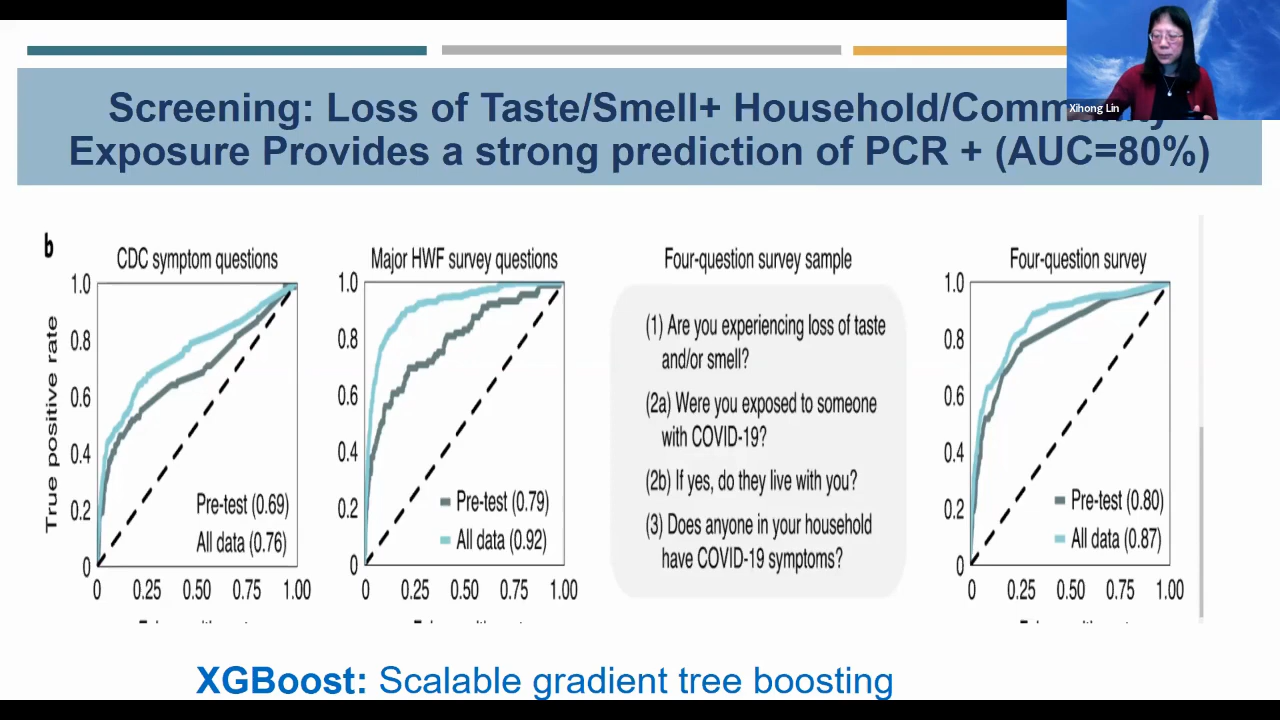 Xihong Lin
Screening: Loss of Taste/Smell+ Household/Community
Exposure Provides a strong prediction of PCR + (AUC=80%)
b
CDC symptom questions
True positive rate
1.0
0.8
0.6
0.4
0.2
0
Pre-test (0.69)
All data (0.76)
0 0.25 0.50 0.75 1.00
Major HWF survey questions
1.0
0.8
0.6
0.4
0.2
0
Pre-test (0.79)
All data (0.92)
0 0.25 0.50 0.75 1.00
Four-question survey sample
(1) Are you experiencing loss of taste
and/or smell?
(2a) Were you exposed to someone
with COVID-19?
(2b) If yes, do they live with you?
(3) Does anyone in your household
have COVID-19 symptoms?
Four-question survey
1.0
0.8
0.6
0.4
0.2
0
Pre-test (0.80)
All data (0.87)
0 0.25 0.50 0.75 1.00
XGBoost: Scalable gradient tree boosting